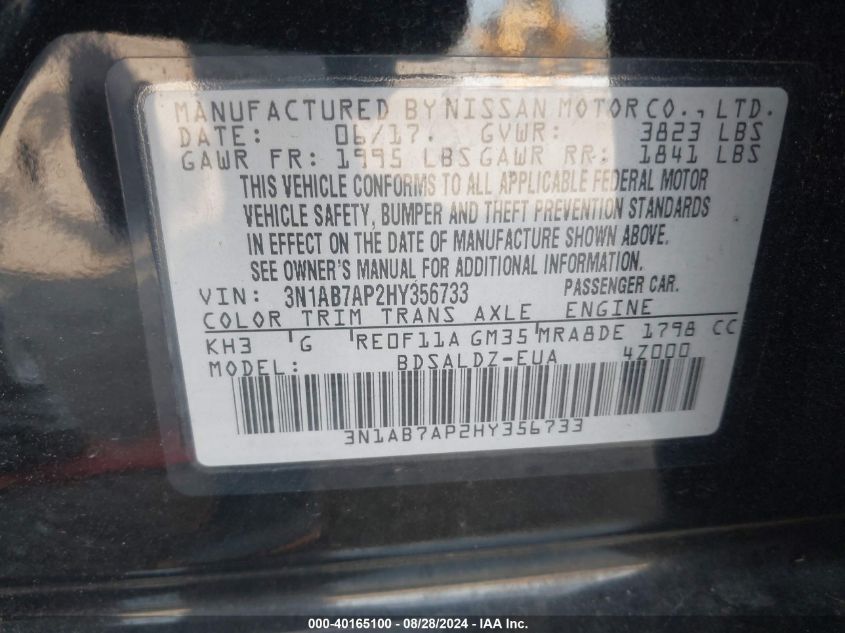 MANUFACTURED BY NISSAN MOTOR CO., LTD.
DATE: 06/17. GVWR: 3823 LBS
GAWR FR: 1995 LBS GAWR RR: 1841 LBS
THIS VEHICLE CONFORMS TO ALL APPLICABLE FEDERAL MOTOR
VEHICLE SAFETY, BUMPER AND THEFT PREVENTION STANDARDS
IN EFFECT ON THE DATE OF MANUFACTURE SHOWN ABOVE.
SEE OWNER'S MANUAL FOR ADDITIONAL INFORMATION.
VIN: 3N1AB7AP2HY356733 PASSENGER CAR.
COLOR TRIM TRANS AXLE ENGINE
KH3 G RE0F11A GM35 MRA8DE 1798 CC
MODEL: BDSALDZ-EUA 4Z000
3N1AB7AP2HY356733
000-40165100 - 08/28/2024 - IAA Inc.